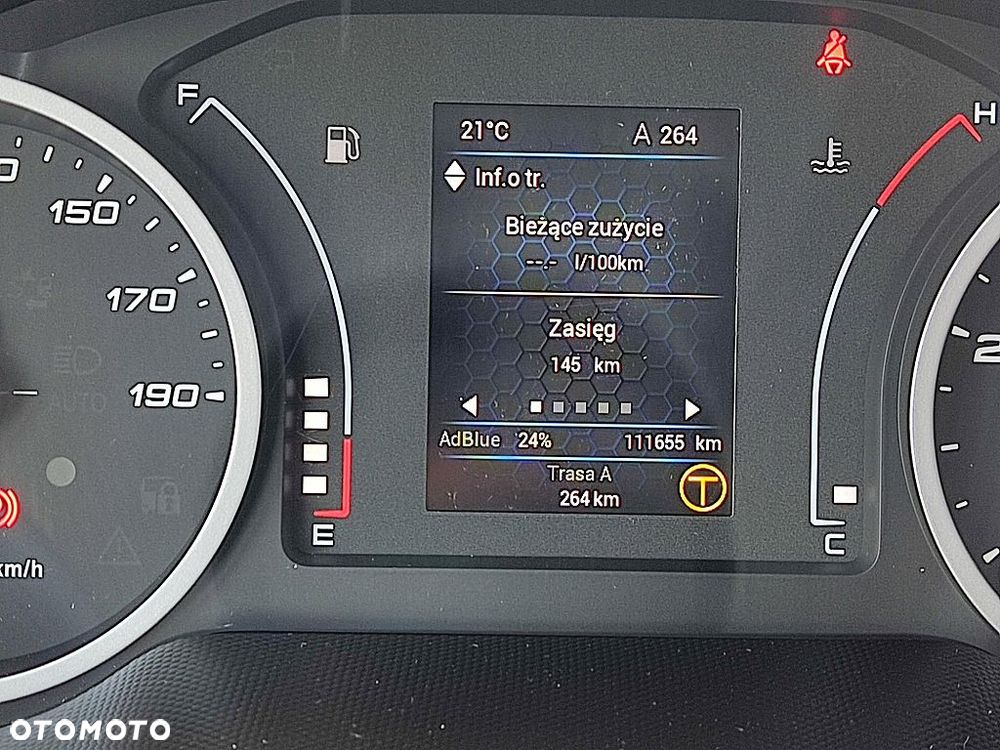 F
H
21°C A 264
Inf.o tr.
Bieżące zużycie
--.- l/100km
150
170
190
Zasięg
145 km
AdBlue 24% 111655 km
Trasa A
264 km
T
E
C
km/h
OTOMOTO